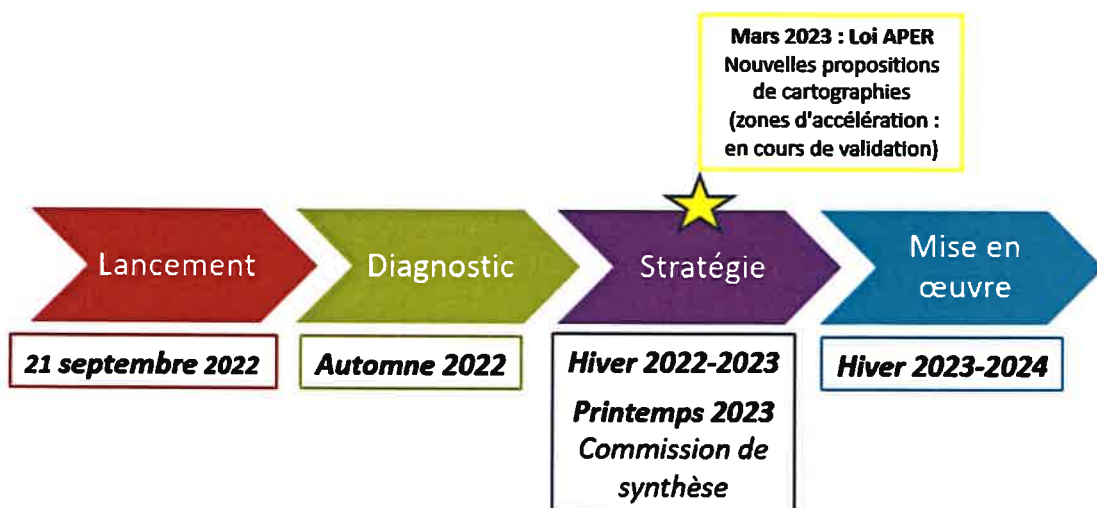 Mars 2023 : Loi APER
Nouvelles propositions
de cartographies
(zones d'accélération :
en cours de validation)
Lancement
Diagnostic
Stratégie
Mise en
œuvre
21 septembre 2022
Automne 2022
Hiver 2022-2023
Printemps 2023
Commission de
synthèse
Hiver 2023-2024